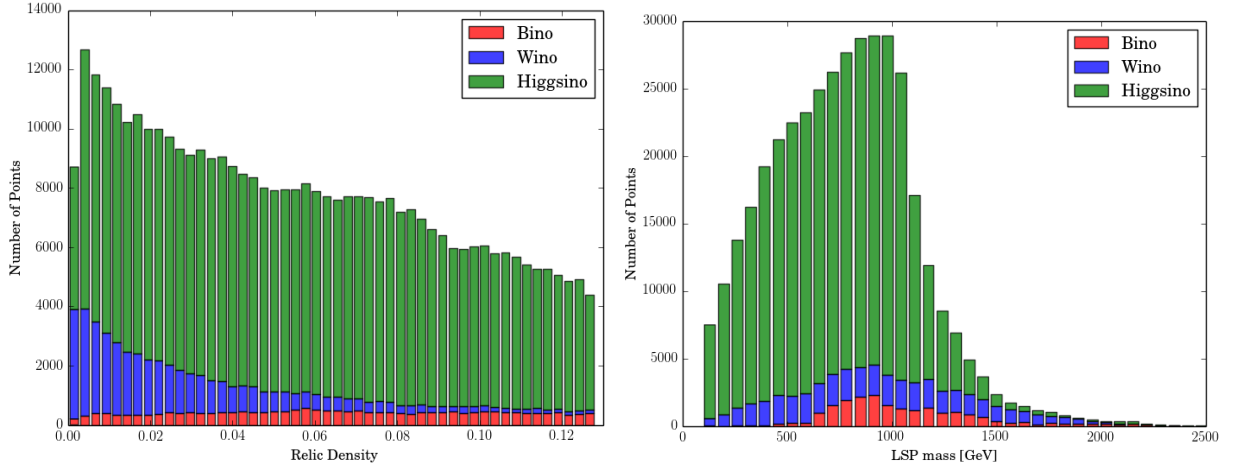 14000
12000
10000
8000
6000
4000
2000
0
Number of Points
0.00 0.02 0.04 0.06 0.08 0.10 0.12
Relic Density
Bino
Wino
Higgsino
30000
25000
20000
15000
10000
5000
0
Number of Points
0 500 1000 1500 2000 2500
LSP mass [GeV]
Bino
Wino
Higgsino